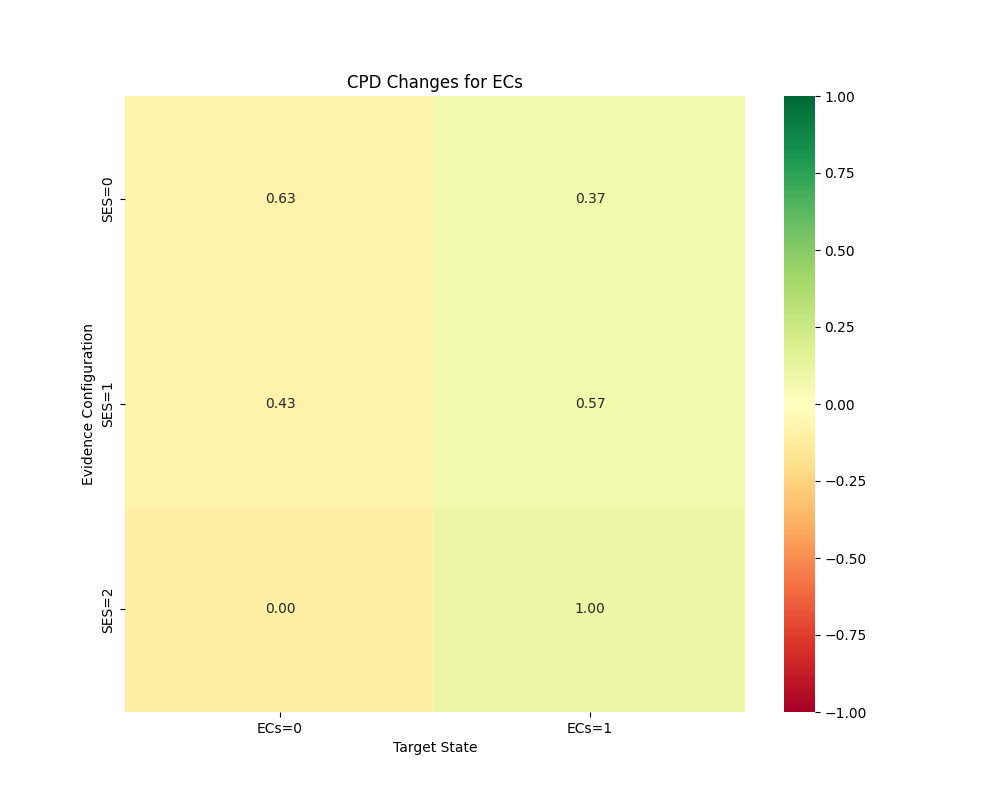 CPD Changes for ECs
Evidence Configuration
SES=0
0.63
0.37
SES=1
0.43
0.57
SES=2
0.00
1.00
ECs=0
ECs=1
Target State
1.00
0.75
0.50
0.25
0.00
−0.25
−0.50
−0.75
−1.00